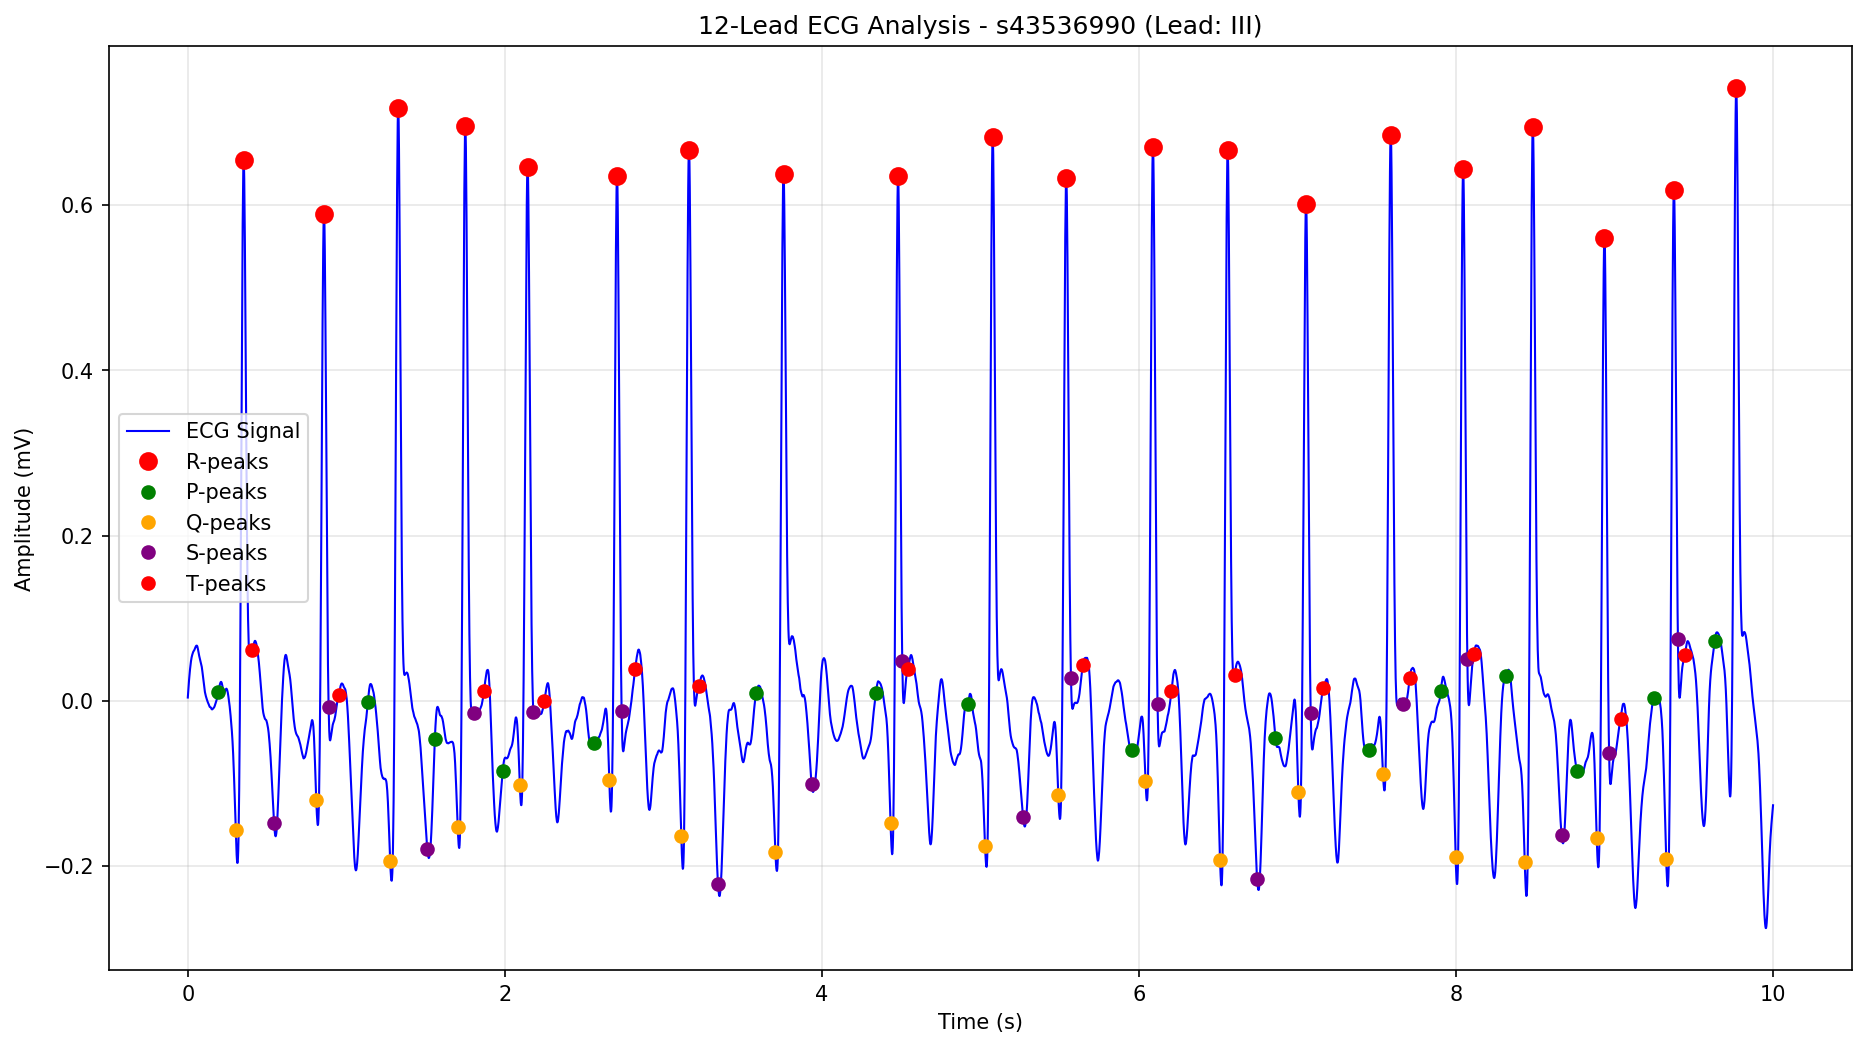 12-Lead ECG Analysis - s43536990 (Lead: III)
Amplitude (mV)
0.6
0.4
0.2
0.0
−0.2
ECG Signal
R-peaks
P-peaks
Q-peaks
S-peaks
T-peaks
0 2 4 6 8 10
Time (s)